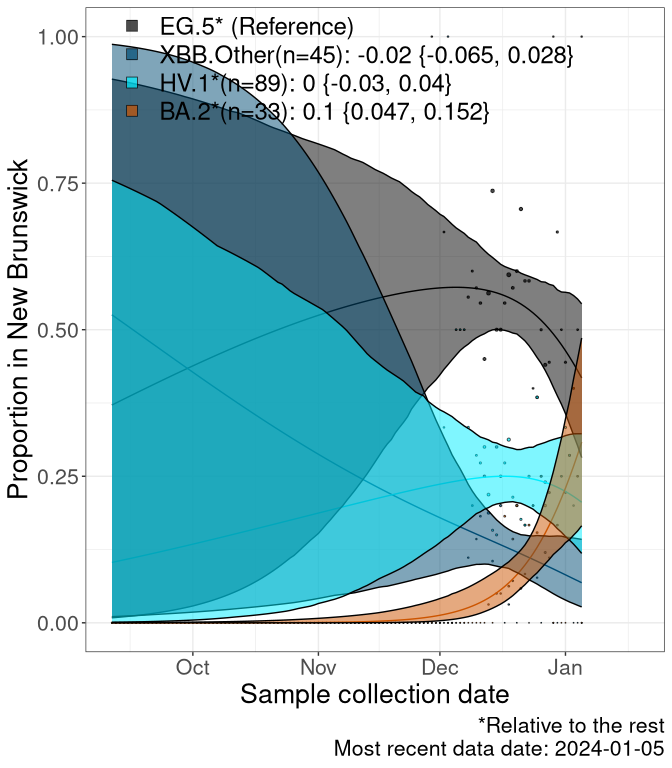 EG.5* (Reference)
XBB.Other(n=45): -0.02 {-0.065, 0.028}
HV.1*(n=89): 0 {-0.03, 0.04}
BA.2*(n=33): 0.1 {0.047, 0.152}
1.00
0.75
0.50
0.25
0.00
Proportion in New Brunswick
Oct Nov Dec Jan
Sample collection date
*Relative to the rest
Most recent data date: 2024-01-05